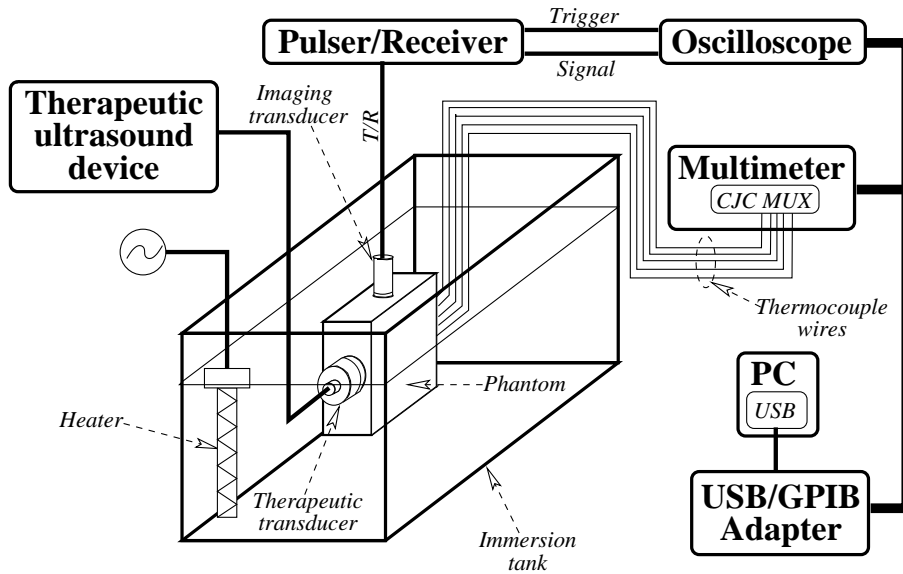 Trigger
Pulser/Receiver
Oscilloscope
Signal
Imaging
transducer
T/R
Therapeutic
ultrasound
device
Multimeter
CJC MUX
Thermocouple
wires
Phantom
PC
USB
Heater
Therapeutic
transducer
USB/GPIB
Adapter
Immersion
tank